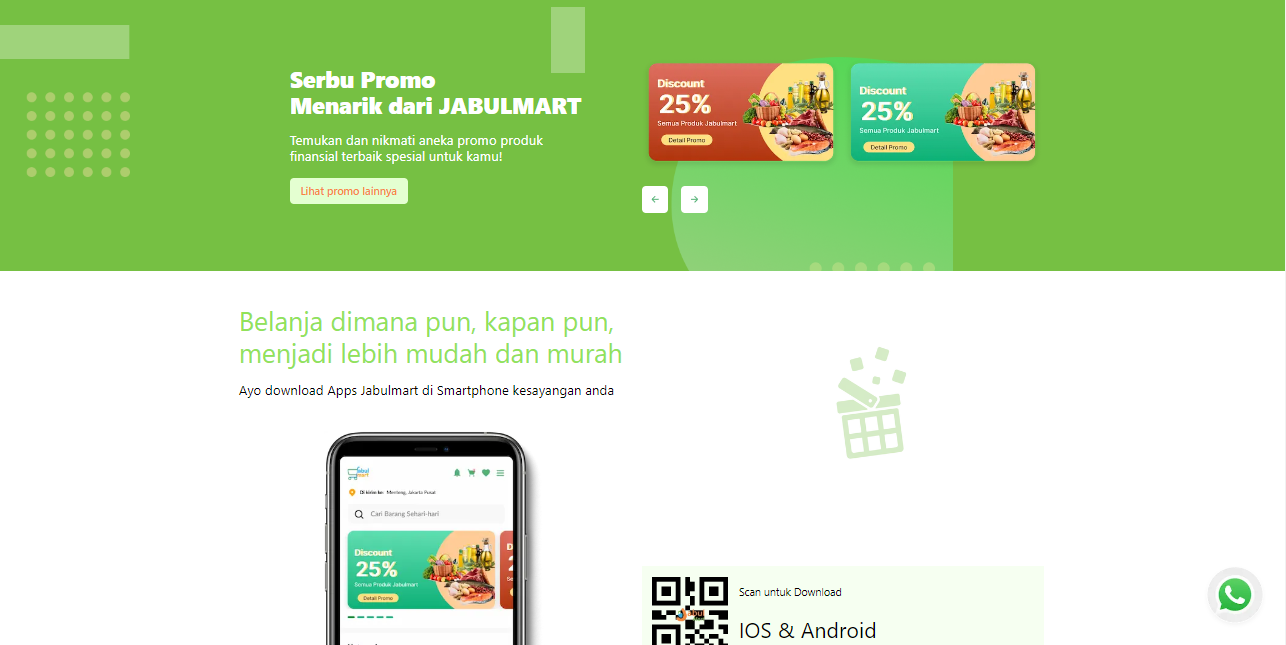 Serbu Promo
Menarik dari JABULMART
Temukan dan nikmati aneka promo produk
finansial terbaik spesial untuk kamu!
Lihat promo lainnya
Discount
25%
Semua Produk Jabulmart
Detail Promo
Discount
25%
Semua Produk Jabulmart
Detail Promo
Belanja dimana pun, kapan pun,
menjadi lebih mudah dan murah
Ayo download Apps Jabulmart di Smartphone kesayangan anda
Jabul
mart
Di kirim ke Menteng, Jakarta Pusat
Cari Barang Sehari-hari
Discount
25%
Semua Produk Jabulmart
Detail Promo
Scan untuk Download
IOS & Android